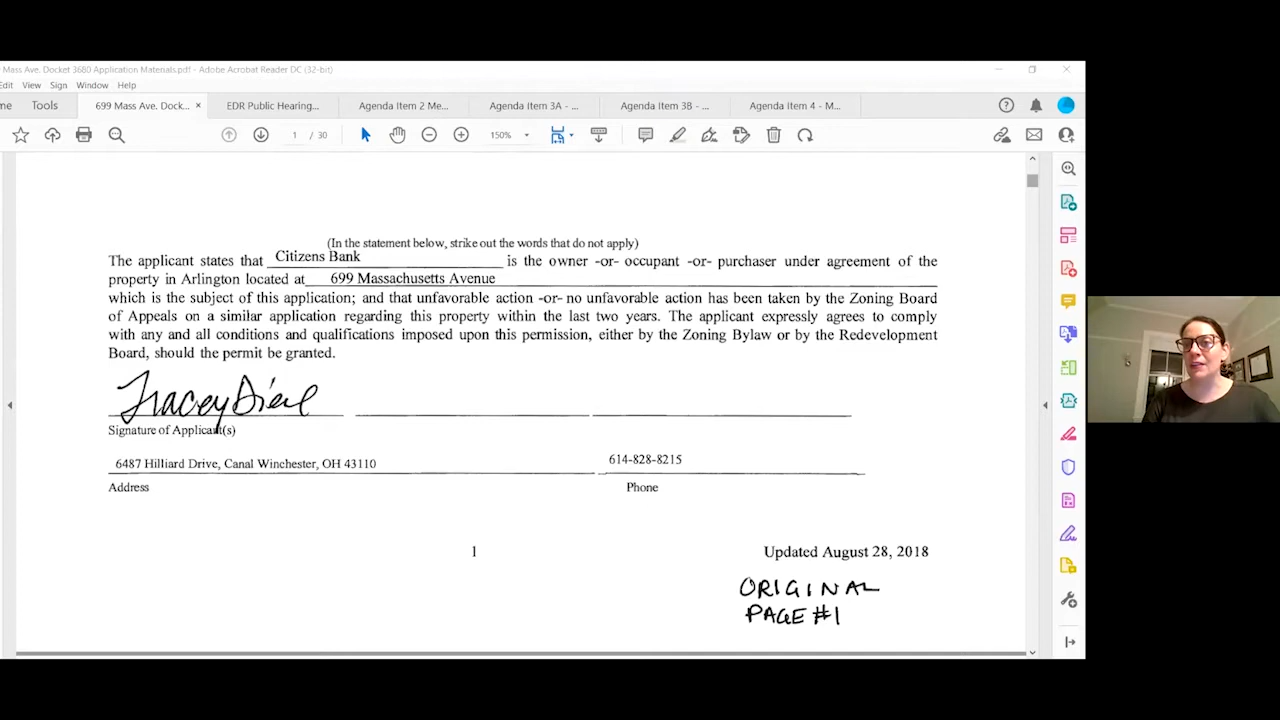 Mass Ave. Docket 3680 Application Materials.pdf - Adobe Acrobat Reader DC (32-bit)
Edit View Sign Window Help
me Tools 699 Mass Ave. Dock... × EDR Public Hearing... Agenda Item 2 Me... Agenda Item 3A - ... Agenda Item 3B - ... Agenda Item 4 - M...
1 / 30 150%
(In the statement below, strike out the words that do not apply)
The applicant states that Citizens Bank is the owner -or- occupant -or- purchaser under agreement of the
property in Arlington located at 699 Massachusetts Avenue
which is the subject of this application; and that unfavorable action -or- no unfavorable action has been taken by the Zoning Board
of Appeals on a similar application regarding this property within the last two years. The applicant expressly agrees to comply
with any and all conditions and qualifications imposed upon this permission, either by the Zoning Bylaw or by the Redevelopment
Board, should the permit be granted.
Tracey Diehl
Signature of Applicant(s)
6487 Hilliard Drive, Canal Winchester, OH 43110 614-828-8215
Address Phone
1 Updated August 28, 2018
ORIGINAL
PAGE #1